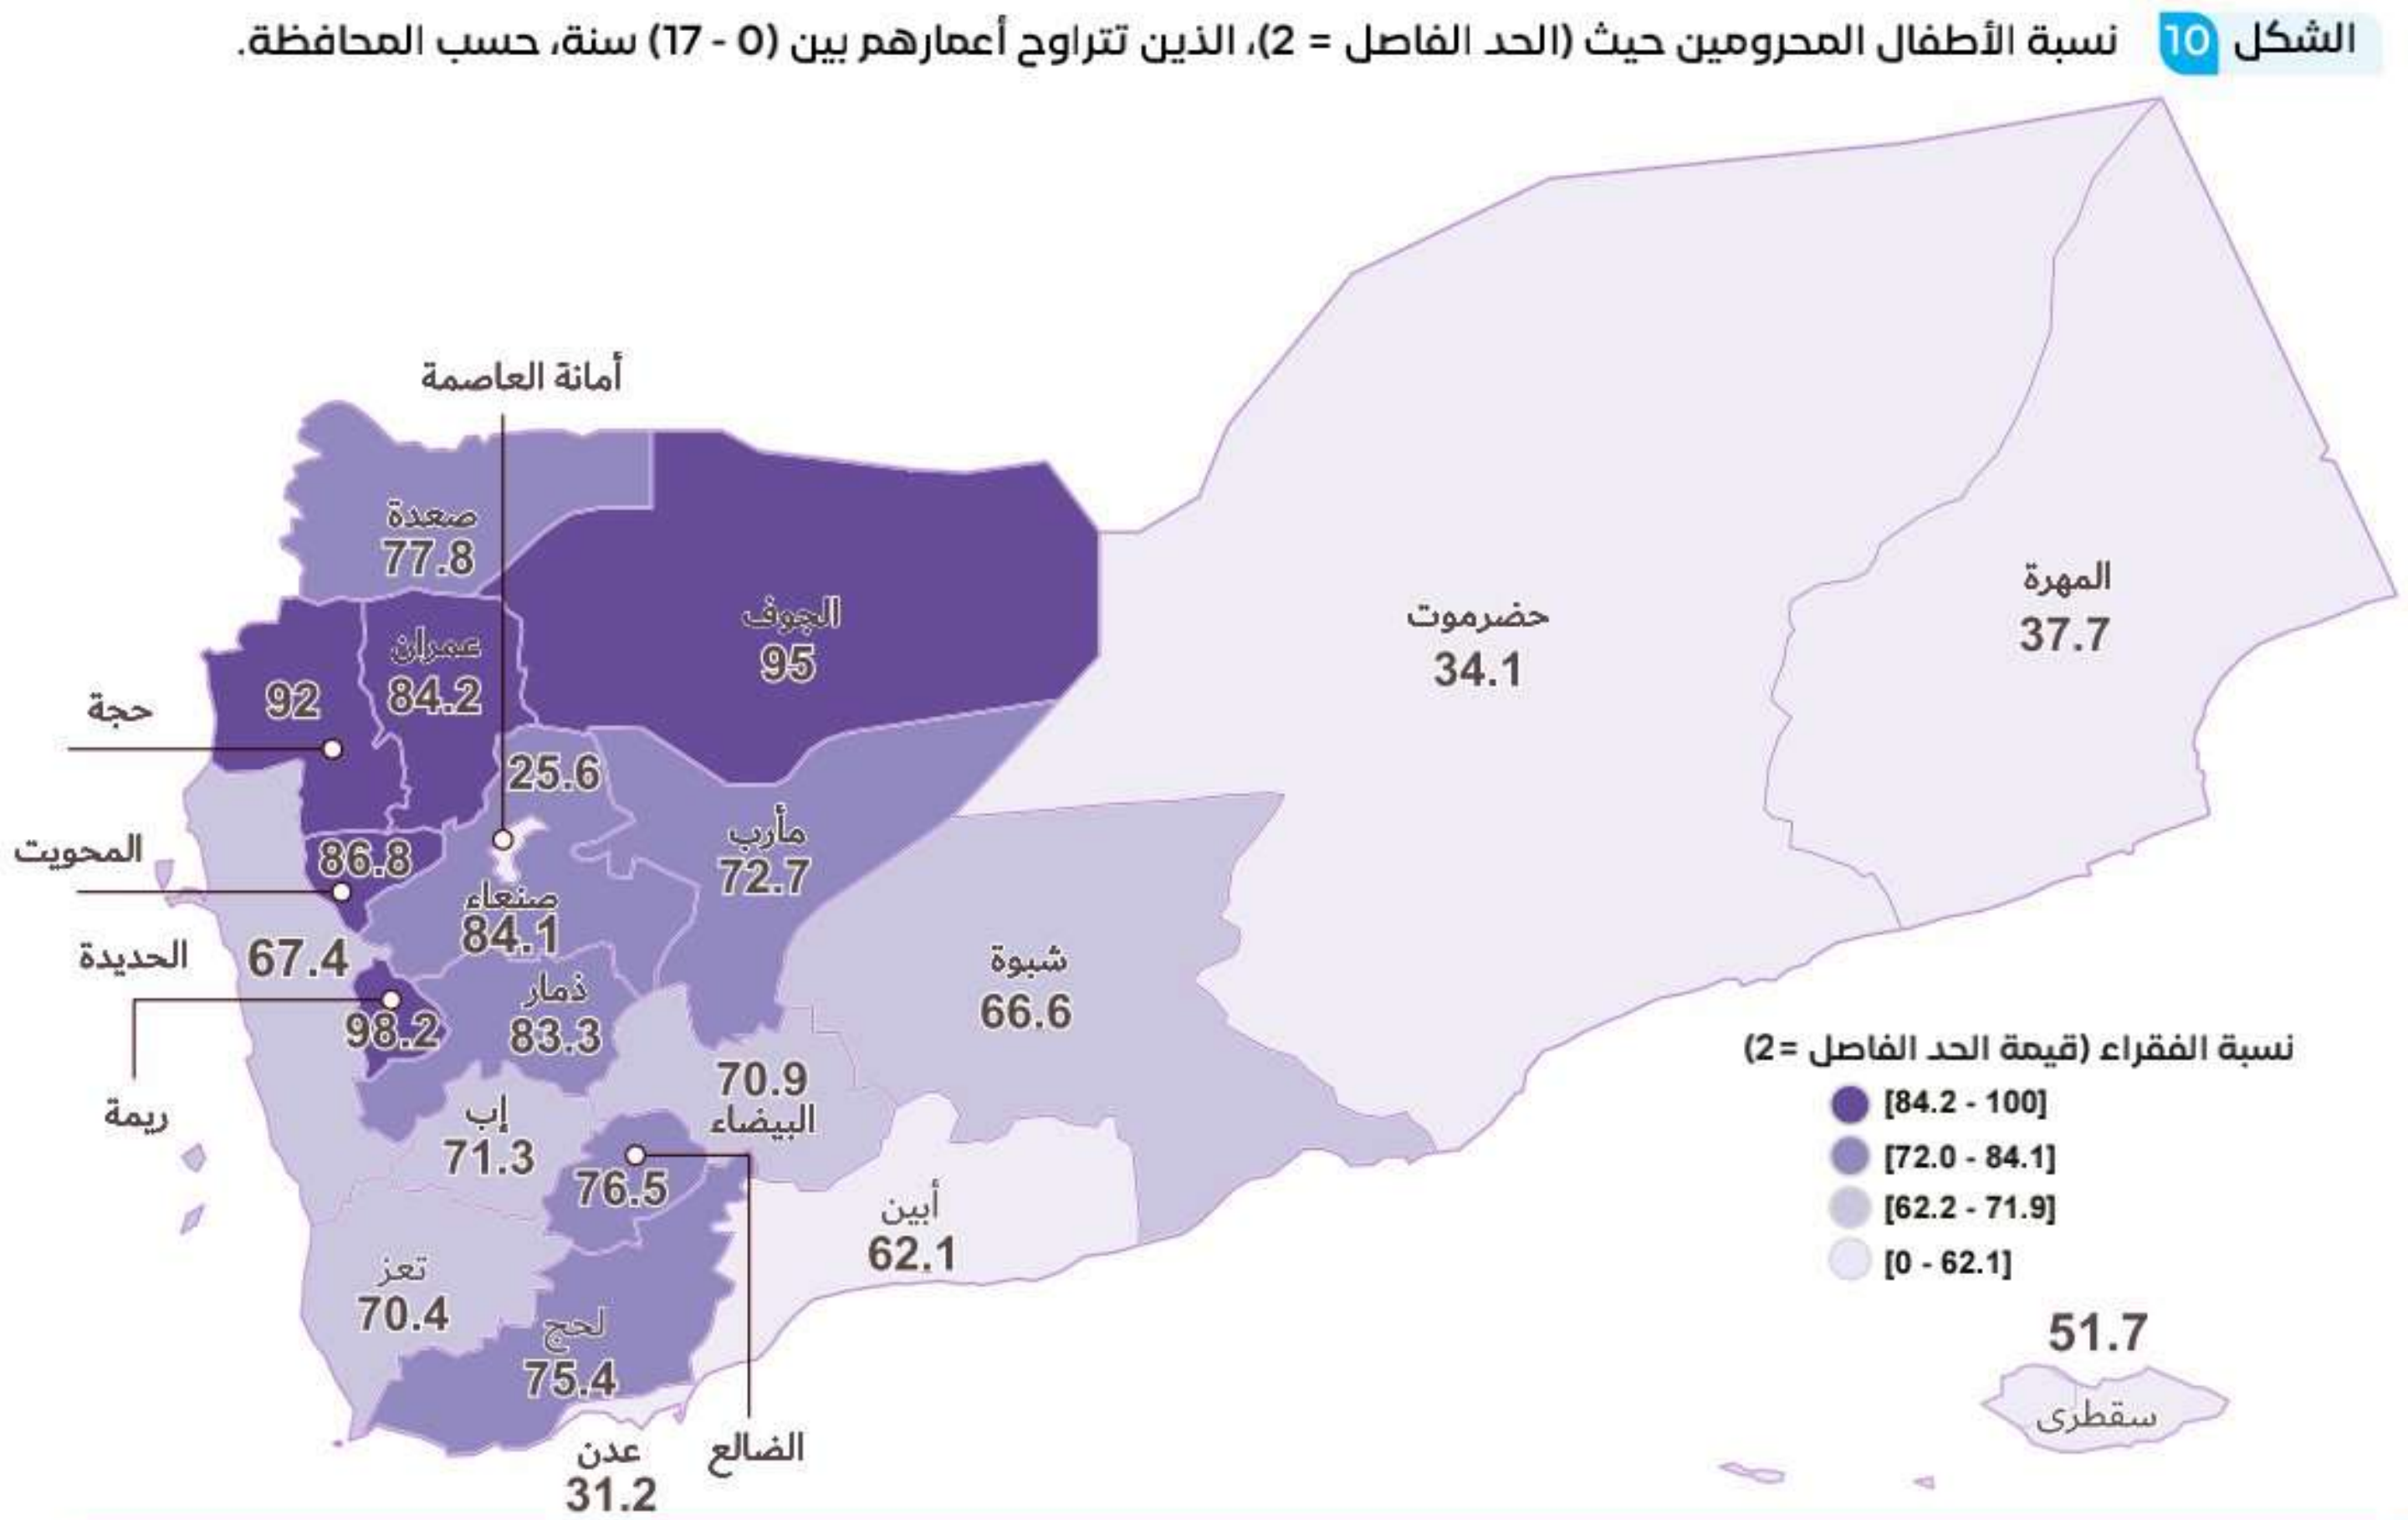 الشكل 10 نسبة الأطفال المحرومين حيث (الحد الفاصل = 2)، الذين تتراوح أعمارهم بين (0 - 17) سنة، حسب المحافظة.
أمانة العاصمة
صعدة
77.8
المهرة
37.7
حضرموت
34.1
الجوف
95
عمران
84.2
92
حجة
25.6
مأرب
72.7
86.8
المحويت
صنعاء
84.1
67.4
الحديدة
شبوة
66.6
ذمار
83.3
98.2
ريمة
70.9
البيضاء
إب
71.3
76.5
أبين
62.1
تعز
70.4
لحج
75.4
الضالع
عدن
31.2
نسبة الفقراء (قيمة الحد الفاصل =2)
[84.2 - 100]
[72.0 - 84.1]
[62.2 - 71.9]
[0 - 62.1]
51.7
سقطرى